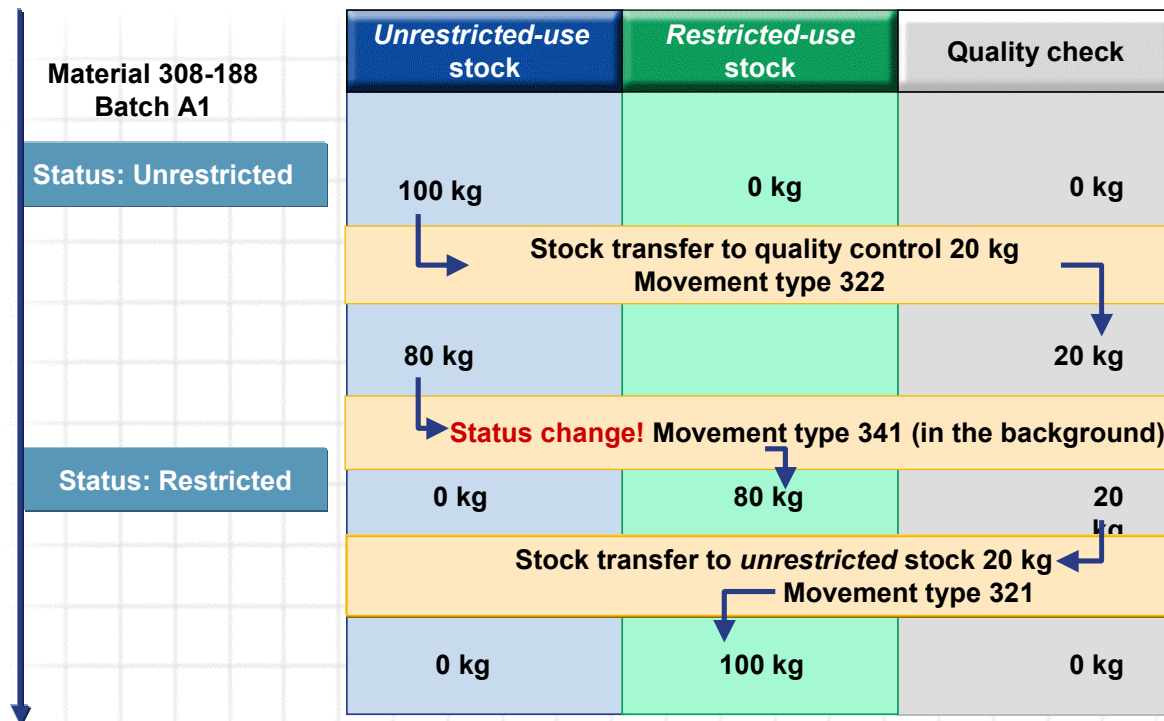 Unrestricted-use
stock
Restricted-use
stock
Quality check
Material 308-188
Batch A1
Status: Unrestricted
100 kg
0 kg
0 kg
Stock transfer to quality control 20 kg
Movement type 322
80 kg
20 kg
Status change! Movement type 341 (in the background)
Status: Restricted
0 kg
80 kg
20
kg
Stock transfer to unrestricted stock 20 kg
Movement type 321
0 kg
100 kg
0 kg